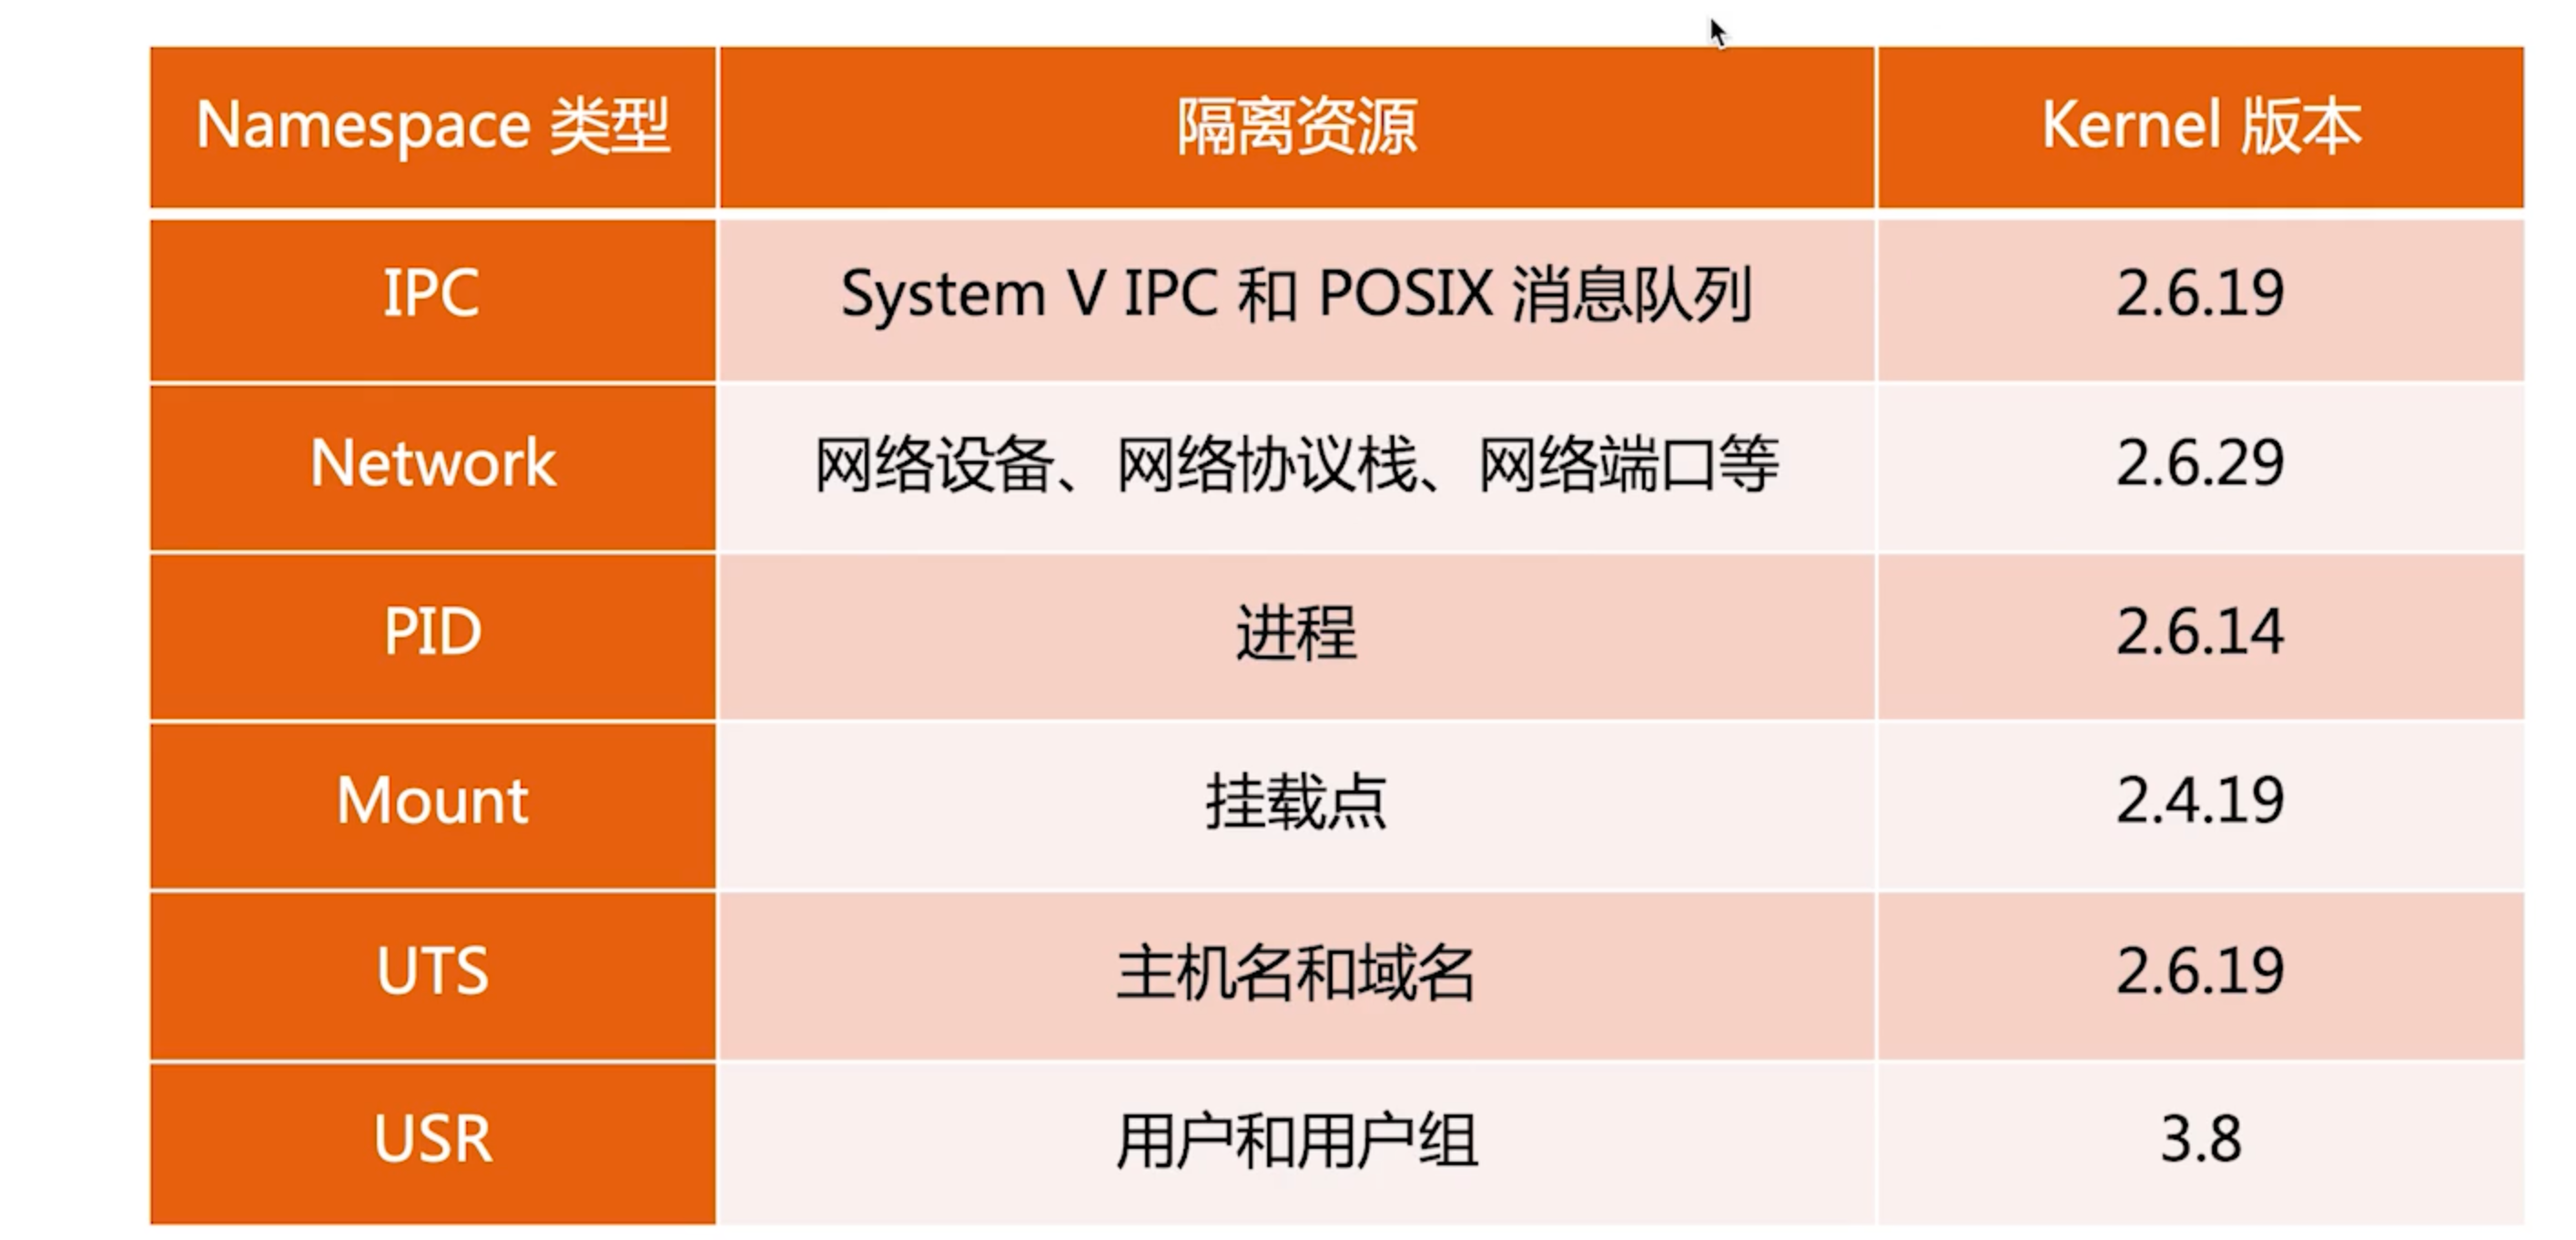 Namespace 类型 隔离资源 Kernel 版本
IPC System V IPC 和 POSIX 消息队列 2.6.19
Network 网络设备、网络协议栈、网络端口等 2.6.29
PID 进程 2.6.14
Mount 挂载点 2.4.19
UTS 主机名和域名 2.6.19
USR 用户和用户组 3.8